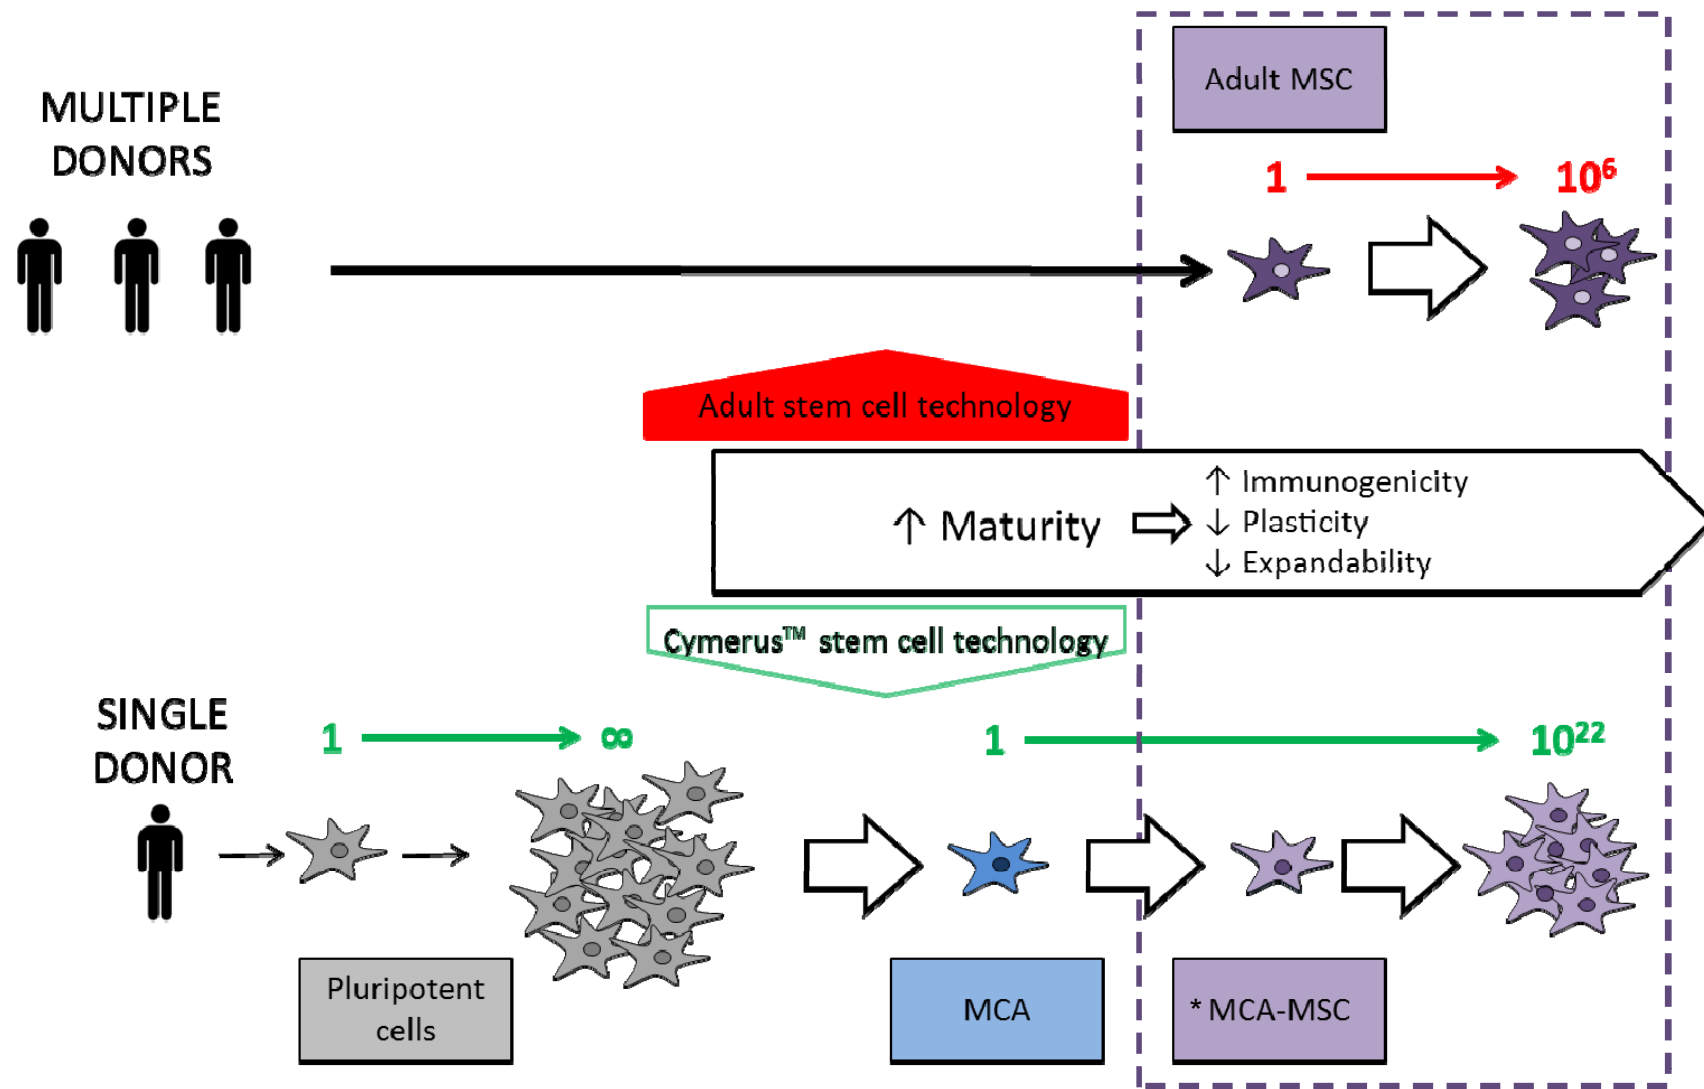 Adult MSC
MULTIPLE
DONORS
1
10⁶
Adult stem cell technology
↑ Maturity
↑ Immunogenicity
↓ Plasticity
↓ Expandability
Cymerus™ stem cell technology
SINGLE
DONOR
1
∞
1
10²²
Pluripotent
cells
MCA
* MCA-MSC